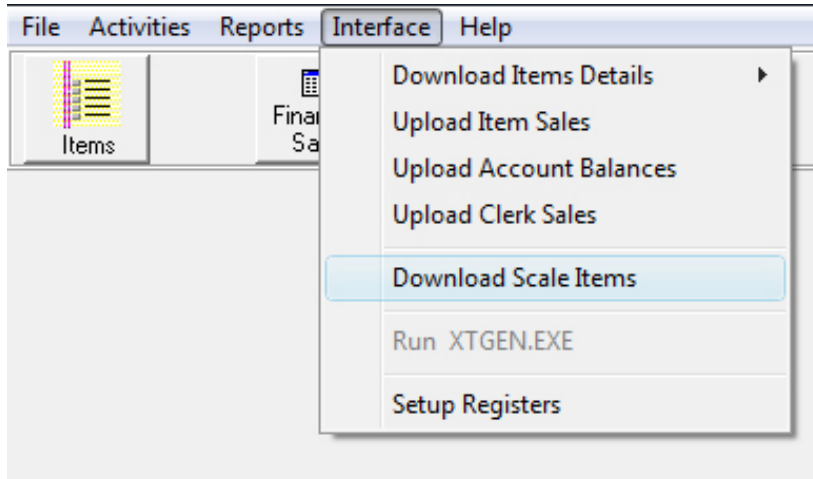 File Activities Reports Interface Help
Items
Download Items Details
Upload Item Sales
Upload Account Balances
Upload Clerk Sales
Download Scale Items
Run XTGEN.EXE
Setup Registers